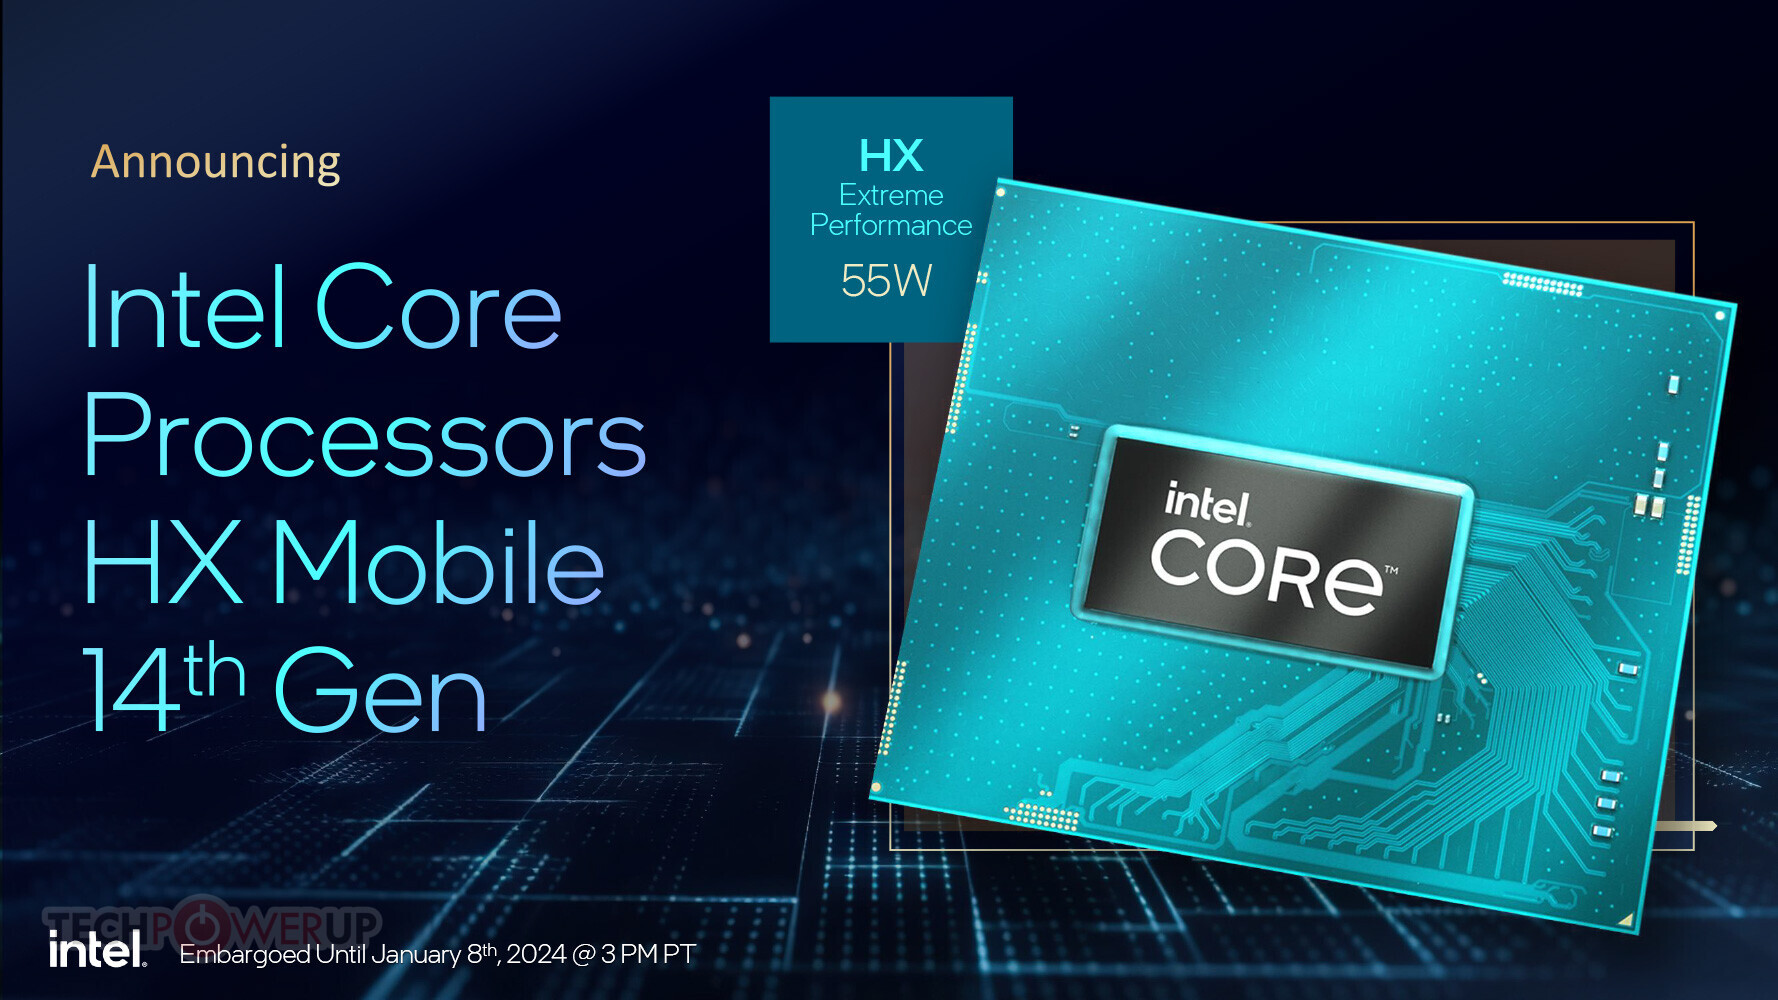 Announcing
Intel Core
Processors
HX Mobile
14th Gen
HX
Extreme
Performance
55W
intel.
CORe™
TECHPOWERUP
intel.
Embargoed Until January 8th, 2024 @ 3 PM PT